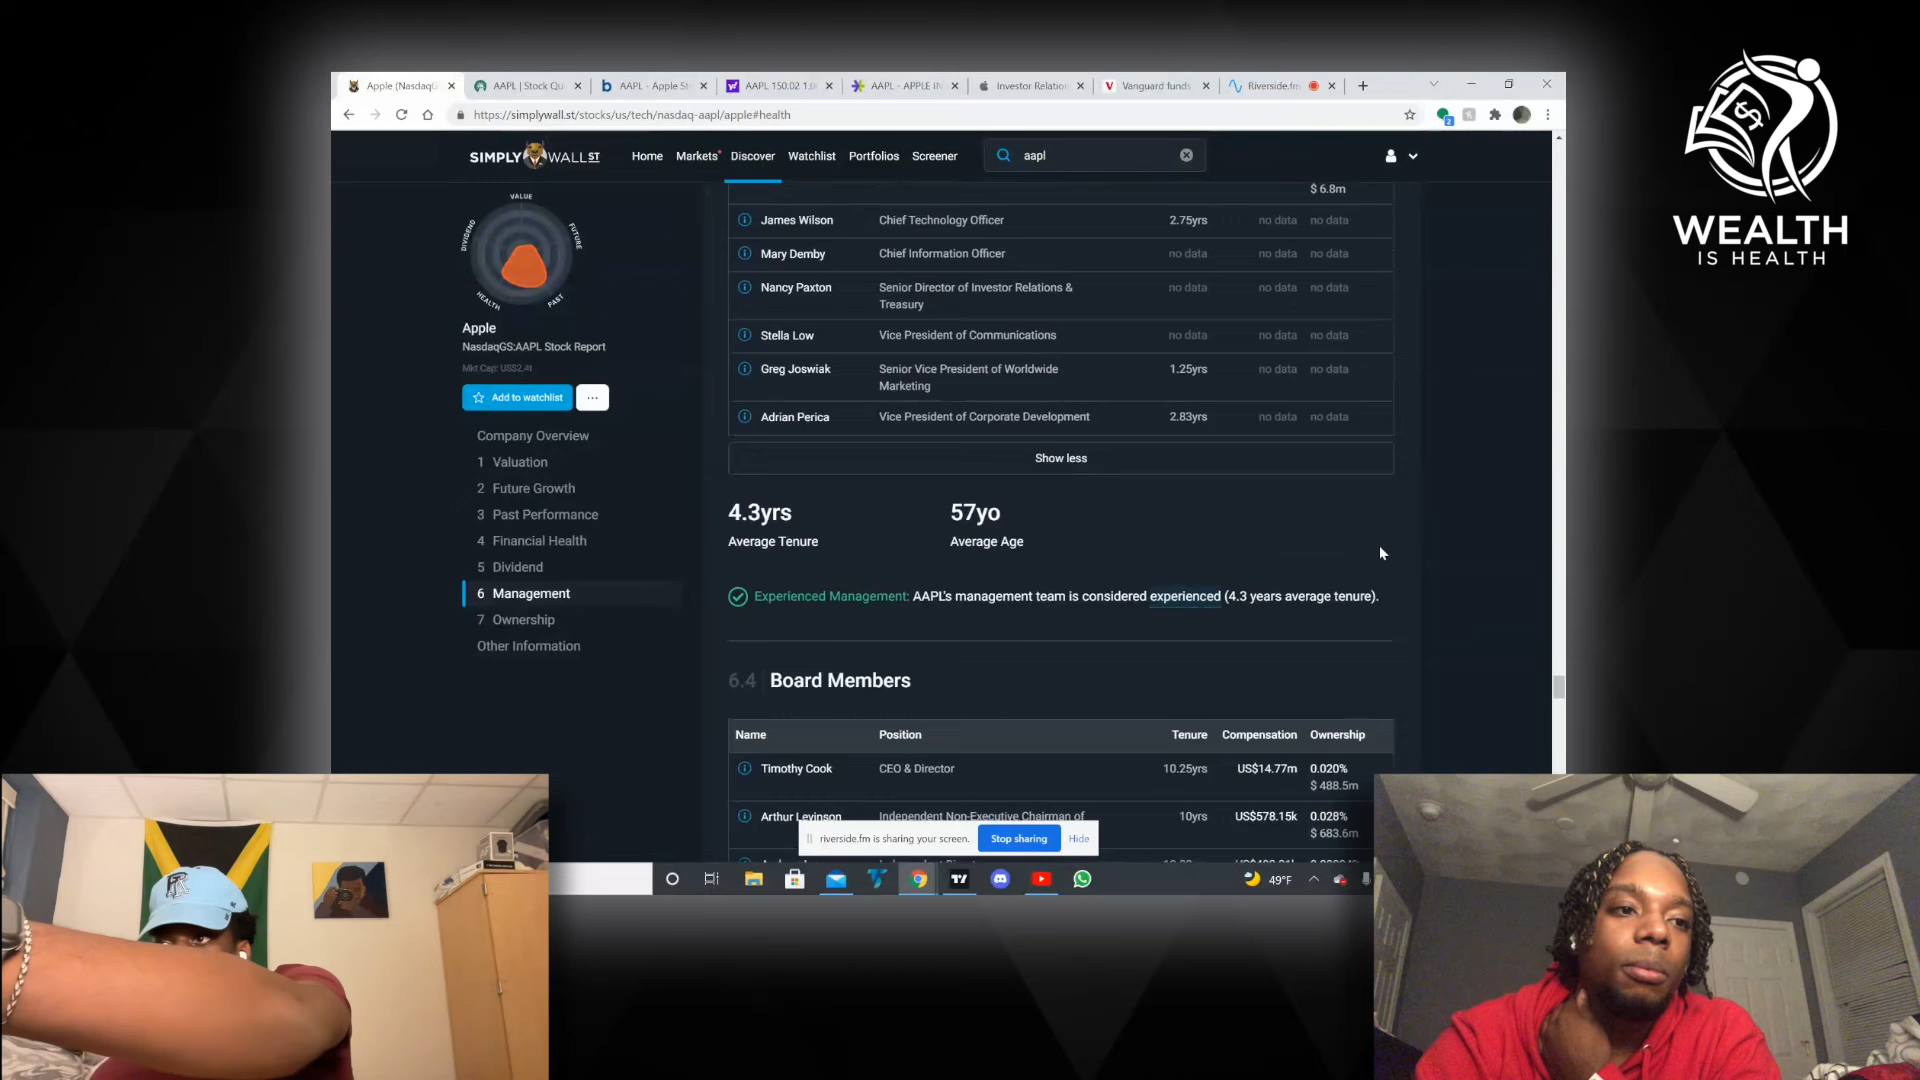 Apple (NasdaqG
AAPL | Stock Qu
AAPL - Apple St
AAPL 150.02 1.0
AAPL - APPLE IN
Investor Relation
Vanguard funds
Riverside.fm
https://simplywall.st/stocks/us/tech/nasdaq-aapl/apple#health
2
SIMPLY WALL ST
Home
Markets
Discover
Watchlist
Portfolios
Screener
aapl
WEALTH
IS HEALTH
VALUE
FUTURE
PAST
HEALTH
DIVIDEND
Apple
NasdaqGS:AAPL Stock Report
Mkt Cap: US$2.4t
Add to watchlist
...
Company Overview
1 Valuation
2 Future Growth
3 Past Performance
4 Financial Health
5 Dividend
6 Management
7 Ownership
Other Information
$ 6.8m
James Wilson Chief Technology Officer 2.75yrs no data no data
Mary Demby Chief Information Officer no data no data no data
Nancy Paxton Senior Director of Investor Relations & no data no data no data
Treasury
Stella Low Vice President of Communications no data no data no data
Greg Joswiak Senior Vice President of Worldwide 1.25yrs no data no data
Marketing
Adrian Perica Vice President of Corporate Development 2.83yrs no data no data
Show less
4.3yrs 57yo
Average Tenure Average Age
Experienced Management: AAPL's management team is considered experienced (4.3 years average tenure).
6.4 Board Members
Name Position Tenure Compensation Ownership
Timothy Cook CEO & Director 10.25yrs US$14.77m 0.020%
$ 488.5m
Arthur Levinson Independent Non-Executive Chairman of 10yrs US$578.15k 0.028%
$ 683.6m
riverside.fm is sharing your screen. Stop sharing Hide
49°F